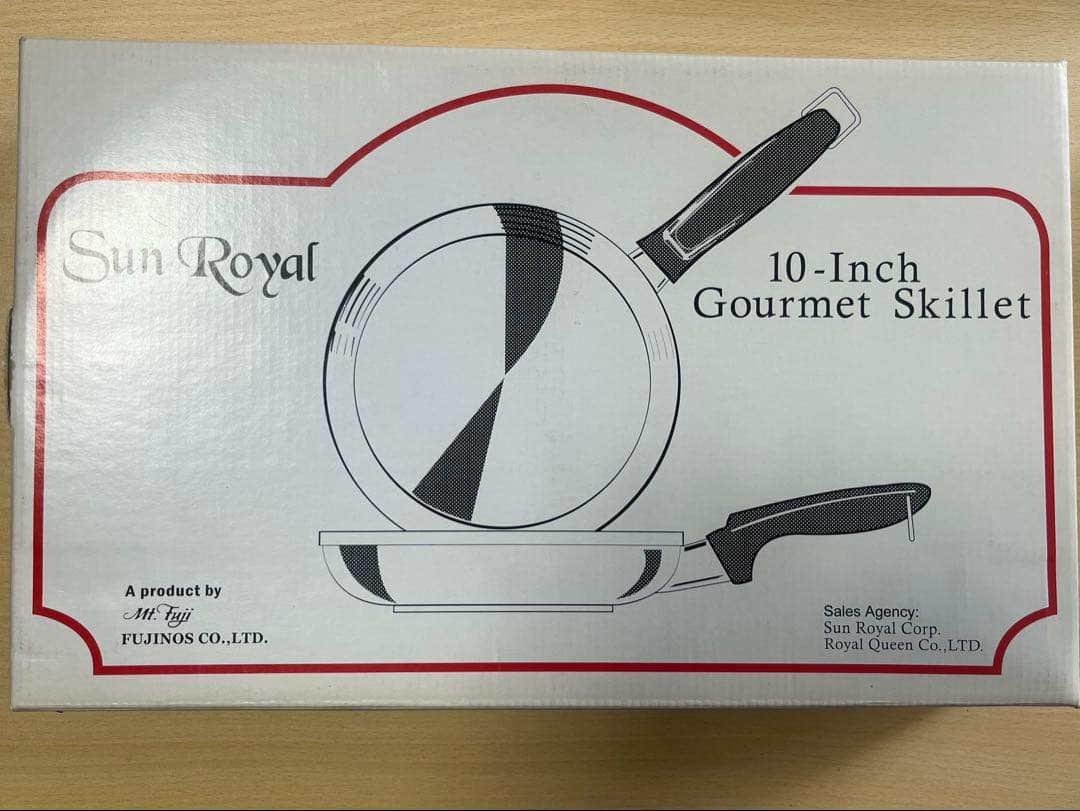 Sun Royal
10-Inch
Gourmet Skillet
A product by
Mt. Fuji
FUJINOS CO.,LTD.
Sales Agency:
Sun Royal Corp.
Royal Queen Co.,LTD.